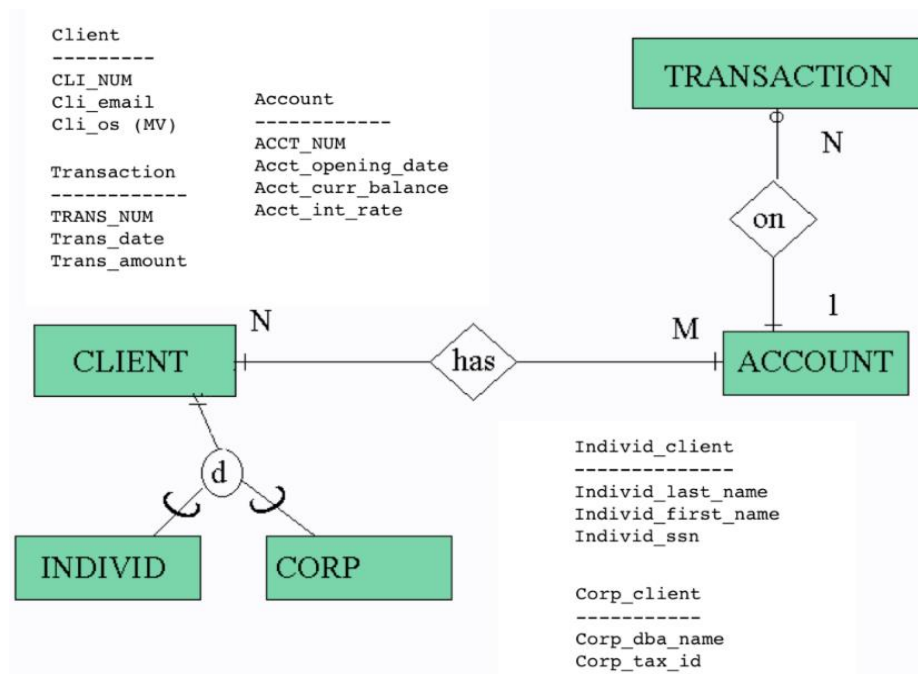 Client
---------
CLI_NUM
Cli_email
Cli_os (MV)
Transaction
------------
TRANS_NUM
Trans_date
Trans_amount
Account
------------
ACCT_NUM
Acct_opening_date
Acct_curr_balance
Acct_int_rate
TRANSACTION
N
on
1
CLIENT
N
has
M
ACCOUNT
d
INDIVID
CORP
Individ_client
--------------
Individ_last_name
Individ_first_name
Individ_ssn
Corp_client
-----------
Corp_dba_name
Corp_tax_id